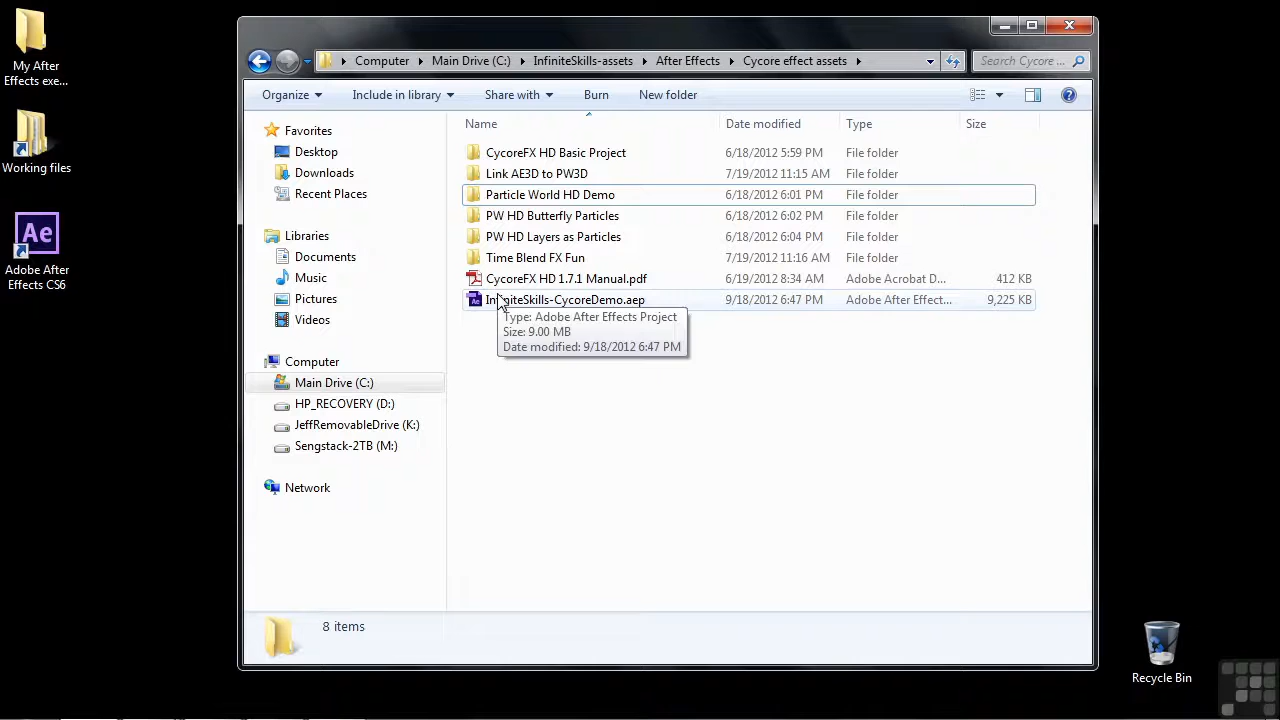 My After
Effects exe...
Working files
Ae
Adobe After
Effects CS6
Computer Main Drive (C:) InfiniteSkills-assets After Effects Cycore effect assets
Search Cycore ...
Organize Include in library Share with Burn New folder
Favorites
Desktop
Downloads
Recent Places
Libraries
Documents
Music
Pictures
Videos
Computer
Main Drive (C:)
HP_RECOVERY (D:)
JeffRemovableDrive (K:)
Sengstack-2TB (M:)
Network
Name Date modified Type Size
CycoreFX HD Basic Project 6/18/2012 5:59 PM File folder
Link AE3D to PW3D 7/19/2012 11:15 AM File folder
Particle World HD Demo 6/18/2012 6:01 PM File folder
PW HD Butterfly Particles 6/18/2012 6:02 PM File folder
PW HD Layers as Particles 6/18/2012 6:04 PM File folder
Time Blend FX Fun 7/19/2012 11:16 AM File folder
CycoreFX HD 1.7.1 Manual.pdf 6/19/2012 8:34 AM Adobe Acrobat D... 412 KB
InfiniteSkills-CycoreDemo.aep 9/18/2012 6:47 PM Adobe After Effect... 9,225 KB
Type: Adobe After Effects Project
Size: 9.00 MB
Date modified: 9/18/2012 6:47 PM
8 items
Recycle Bin